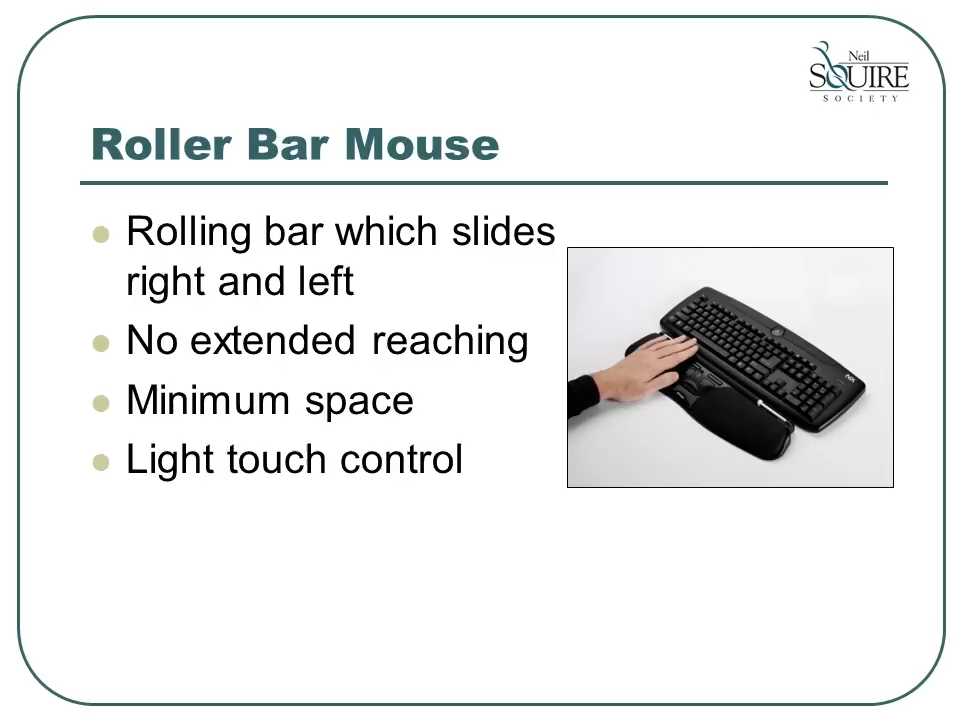 Neil
SQUIRE
SOCIETY
Roller Bar Mouse
Rolling bar which slides
right and left
No extended reaching
Minimum space
Light touch control